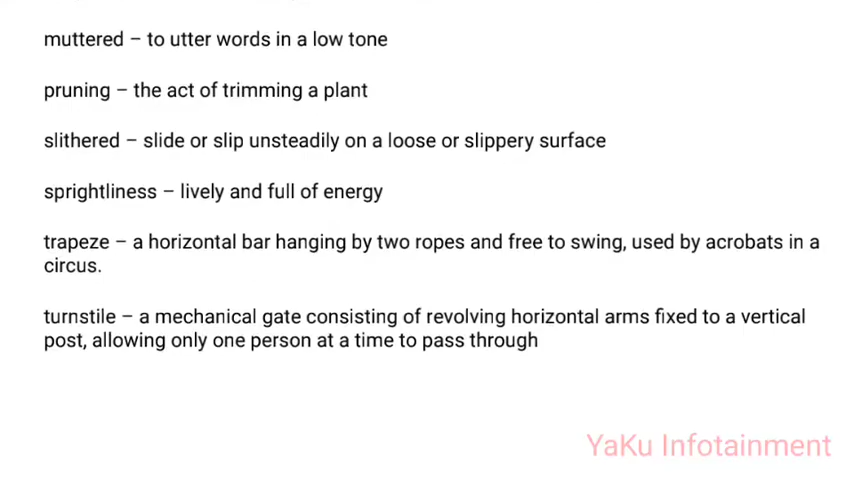 muttered – to utter words in a low tone
pruning – the act of trimming a plant
slithered – slide or slip unsteadily on a loose or slippery surface
sprightliness – lively and full of energy
trapeze – a horizontal bar hanging by two ropes and free to swing, used by acrobats in a
circus.
turnstile – a mechanical gate consisting of revolving horizontal arms fixed to a vertical
post, allowing only one person at a time to pass through
YaKu Infotainment